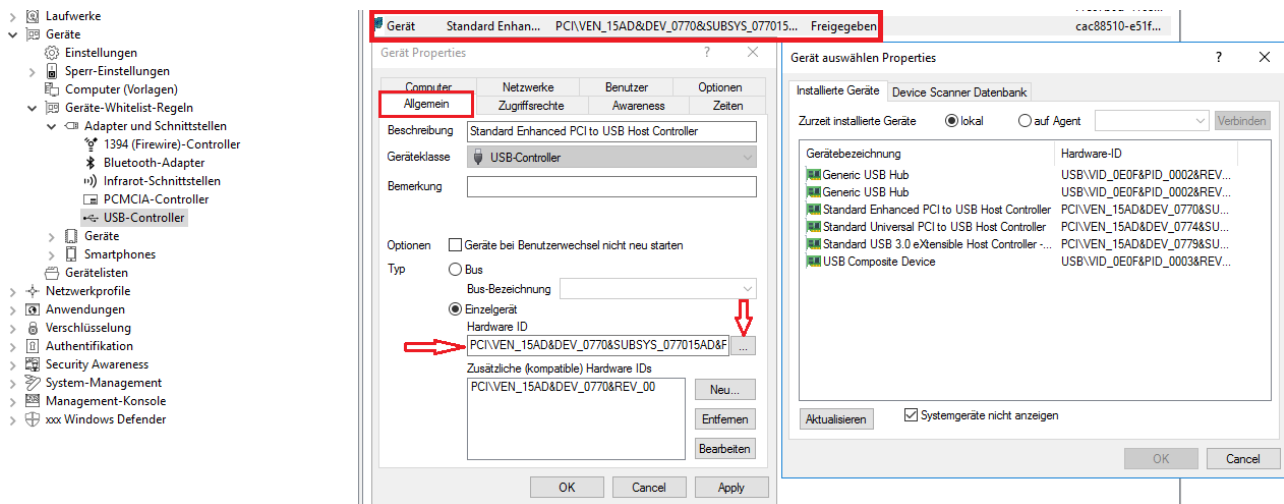 Laufwerke
Geräte
Einstellungen
Sperr-Einstellungen
Computer (Vorlagen)
Geräte-Whitelist-Regeln
Adapter und Schnittstellen
1394 (Firewire)-Controller
Bluetooth-Adapter
Infrarot-Schnittstellen
PCMCIA-Controller
USB-Controller
Geräte
Smartphones
Gerätelisten
Netzwerkprofile
Anwendungen
Verschlüsselung
Authentifikation
Security Awareness
System-Management
Management-Konsole
xxx Windows Defender
Gerät Standard Enhan... PCI\VEN_15AD&DEV_0770&SUBSYS_077015... Freigegeben cac88510-e51f...
Gerät Properties ?
Computer Netzwerke Benutzer Optionen
Allgemein Zugriffsrechte Awareness Zeiten
Beschreibung Standard Enhanced PCI to USB Host Controller
Geräteklasse USB-Controller
Bemerkung
Optionen Geräte bei Benutzerwechsel nicht neu starten
Typ Bus
Bus-Bezeichnung
Einzelgerät
Hardware ID
PCI\VEN_15AD&DEV_0770&SUBSYS_077015AD&F ...
Zusätzliche (kompatible) Hardware IDs
PCI\VEN_15AD&DEV_0770&REV_00
Neu...
Entfernen
Bearbeiten
OK Cancel Apply
Gerät auswählen Properties ?
Installierte Geräte Device Scanner Datenbank
Zurzeit installierte Geräte lokal auf Agent Verbinden
Gerätebezeichnung Hardware-ID
Generic USB Hub USB\VID_0E0F&PID_0002&REV...
Generic USB Hub USB\VID_0E0F&PID_0002&REV...
Standard Enhanced PCI to USB Host Controller PCI\VEN_15AD&DEV_0770&SU...
Standard Universal PCI to USB Host Controller PCI\VEN_15AD&DEV_0774&SU...
Standard USB 3.0 eXtensible Host Controller -... PCI\VEN_15AD&DEV_0779&SU...
USB Composite Device USB\VID_0E0F&PID_0003&REV...
Aktualisieren Systemgeräte nicht anzeigen
OK Cancel